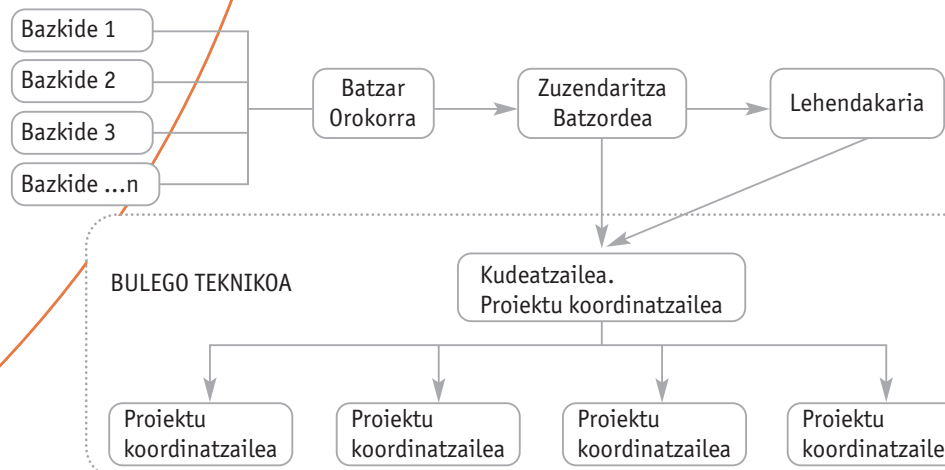 Bazkide 1
Bazkide 2
Bazkide 3
Bazkide ...n
Batzar
Orokorra
Zuzendaritza
Batzordea
Lehendakaria
BULEGO TEKNIKOA
Kudeatzailea.
Proiektu koordinatzailea
Proiektu
koordinatzailea
Proiektu
koordinatzailea
Proiektu
koordinatzailea
Proiektu